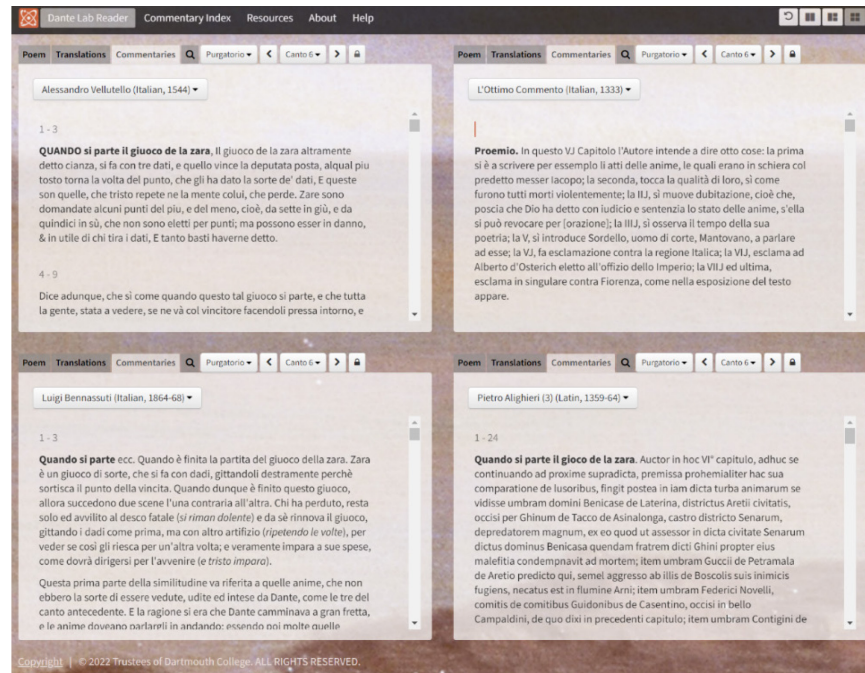 Dante Lab Reader Commentary Index Resources About Help
Poem Translations Commentaries Purgatorio Canto 6
Alessandro Vellutello (Italian, 1544)
1 - 3
QUANDO si parte il giuoco de la zara, Il giuoco de la zara altramente
detto cianza, si fa con tre dati, e quello vince la deputata posta, alqual piu
tosto torna la volta del punto, che gli ha dato la sorte de' dati, E queste
son quelle, che tristo repete ne la mente colui, che perde. Zare sono
domandate alcuni punti del piu, e del meno, cioè, da sette in giù, e da
quindici in sù, che non sono eletti per punti; ma possono esser in danno,
& in utile di chi tira i dati, E tanto basti haverne detto.
4 - 9
Dice adunque, che sì come quando questo tal giuoco si parte, e che tutta
la gente, stata a vedere, se ne và col vincitore facendoli pressa intorno, e
Poem Translations Commentaries Purgatorio Canto 6
L'Ottimo Commento (Italian, 1333)
Proemio. In questo VJ Capitolo l'Autore intende a dire otto cose: la prima
si è a scrivere per essemplo li atti delle anime, le quali erano in schiera col
predetto messer Iacopo; la seconda, tocca la qualità di loro, sì come
furono tutti morti violentemente; la IIJ, sì muove dubitazione, cioè che,
poscia che Dio ha detto con iudicio e sentenzia lo stato delle anime, s'ella
si può revocare per [orazione]; la IIIJ, sì osserva il tempo della sua
poetria; la V, sì introduce Sordello, uomo di corte, Mantovano, a parlare
ad esse; la VJ, fa esclamazione contra la regione Italica; la VIJ, esclama ad
Alberto d'Osterich eletto all'offizio dello Imperio; la VIIJ ed ultima,
esclama in singulare contra Fiorenza, come nella esposizione del testo
appare.
Poem Translations Commentaries Purgatorio Canto 6
Luigi Bennassuti (Italian, 1864-68)
1 - 3
Quando si parte ecc. Quando è finita la partita del giuoco della zara. Zara
è un giuoco di sorte, che si fa con dadi, gittandoli destramente perchè
sortisca il punto della vincita. Quando dunque è finito questo giuoco,
allora succedono due scene l'una contraria all'altra. Chi ha perduto, resta
solo ed avvilito al desco fatale (si riman dolente) e da sè rinnova il giuoco,
gittando i dadi come prima, ma con altro artifizio (ripetendo le volte), per
veder se così gli riesca per un'altra volta; e veramente impara a sue spese,
come dovrà dirigersi per l'avvenire (e tristo impara).
Questa prima parte della similitudine va riferita a quelle anime, che non
ebbero la sorte di essere vedute, udite ed intese da Dante, come le tre del
canto antecedente. E la ragione si era che Dante camminava a gran fretta,
e le anime doveano parlargli in andando; essendo poi molte quelle
Poem Translations Commentaries Purgatorio Canto 6
Pietro Alighieri (3) (Latin, 1359-64)
1 - 24
Quando si parte il gioco de la zara. Auctor in hoc VI° capitulo, adhuc se
continuando ad proxime supradicta, premissa prohemialiter hac sua
comparatione de lusoribus, fingit postea in iam dicta turba animarum se
vidisse umbram domini Benicase de Laterina, districtus Aretii civitatis,
occisi per Ghinum de Tacco de Asinalonga, castro districto Senarum,
depredatorem magnum, ex eo quod ut assessor in dicta civitate Senarum
dictus dominus Benicasa quendam fratrem dicti Ghini propter eius
malefitia condempnavit ad mortem; item umbram Guccii de Petramala
de Aretio predicto qui, semel aggresso ab illis de Boscolis suis inimicis
fugiens, necatus est in flumine Arni; item umbram Federici Novelli,
comitis de comitibus Guidonibus de Casentino, occisi in bello
Campaldini, de quo dixi in precedenti capitulo; item umbram Contigini de
Copyright | © 2022 Trustees of Dartmouth College. ALL RIGHTS RESERVED.